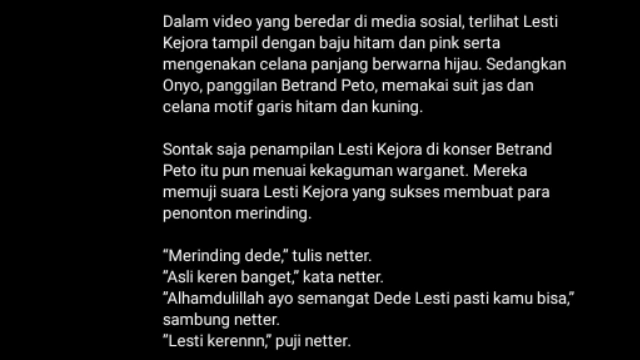 Dalam video yang beredar di media sosial, terlihat Lesti
Kejora tampil dengan baju hitam dan pink serta
mengenakan celana panjang berwarna hijau. Sedangkan
Onyo, panggilan Betrand Peto, memakai suit jas dan
celana motif garis hitam dan kuning.
Sontak saja penampilan Lesti Kejora di konser Betrand
Peto itu pun menuai kekaguman warganet. Mereka
memuji suara Lesti Kejora yang sukses membuat para
penonton merinding.
“Merinding dede,” tulis netter.
”Asli keren banget,” kata netter.
”Alhamdulillah ayo semangat Dede Lesti pasti kamu bisa,”
sambung netter.
”Lesti kerennn,” puji netter.